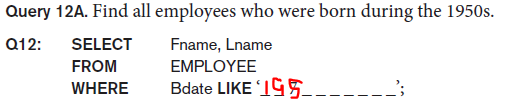 Query 12A. Find all employees who were born during the 1950s.
Q12: SELECT Fname, Lname
FROM EMPLOYEE
WHERE Bdate LIKE ‘195_ _ _ _ _ _ _’;